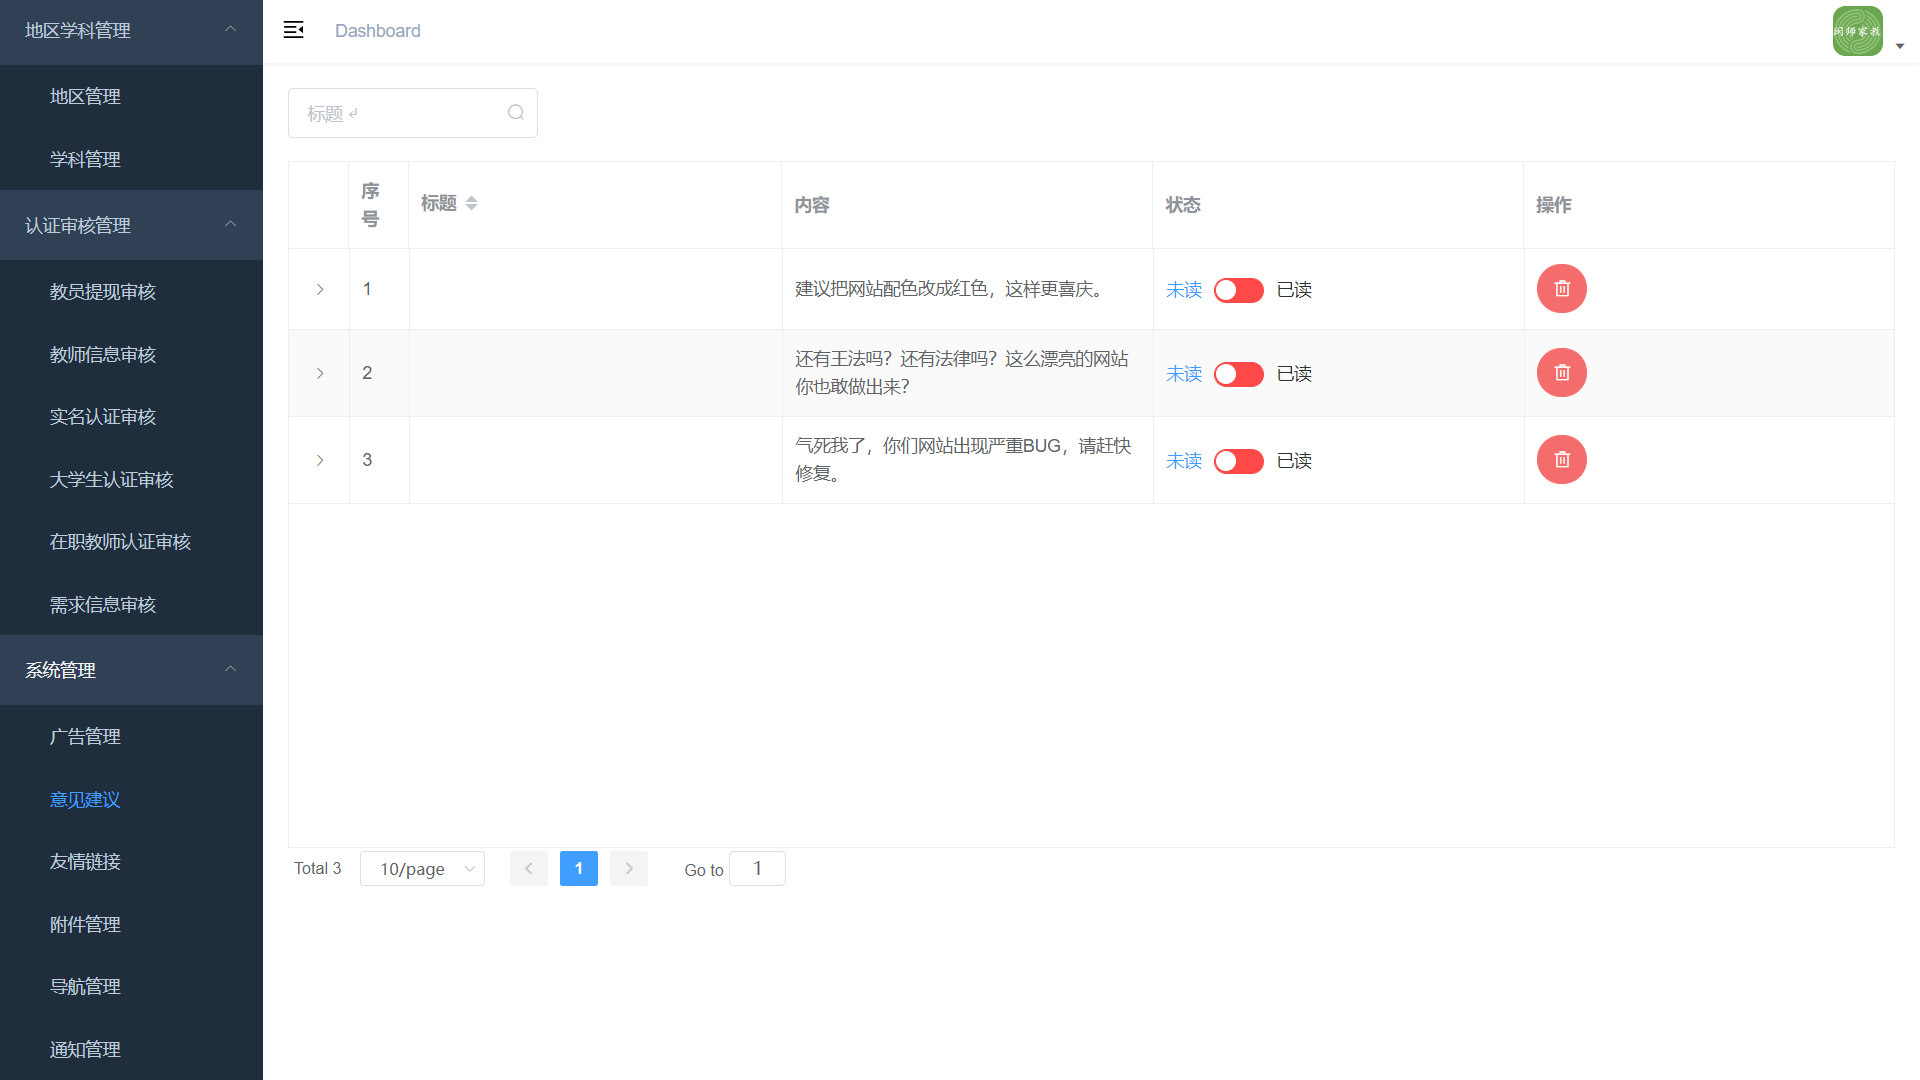 地区学科管理
地区管理
学科管理
认证审核管理
教员提现审核
教师信息审核
实名认证审核
大学生认证审核
在职教师认证审核
需求信息审核
系统管理
广告管理
意见建议
友情链接
附件管理
导航管理
通知管理
Dashboard
闵师家教
标题 ↲
序号 标题 内容 状态 操作
1 建议把网站配色改成红色，这样更喜庆。 未读 已读
2 还有王法吗？还有法律吗？这么漂亮的网站
你也敢做出来？ 未读 已读
3 气死我了，你们网站出现严重BUG，请赶快
修复。 未读 已读
Total 3 10/page 1 Go to 1